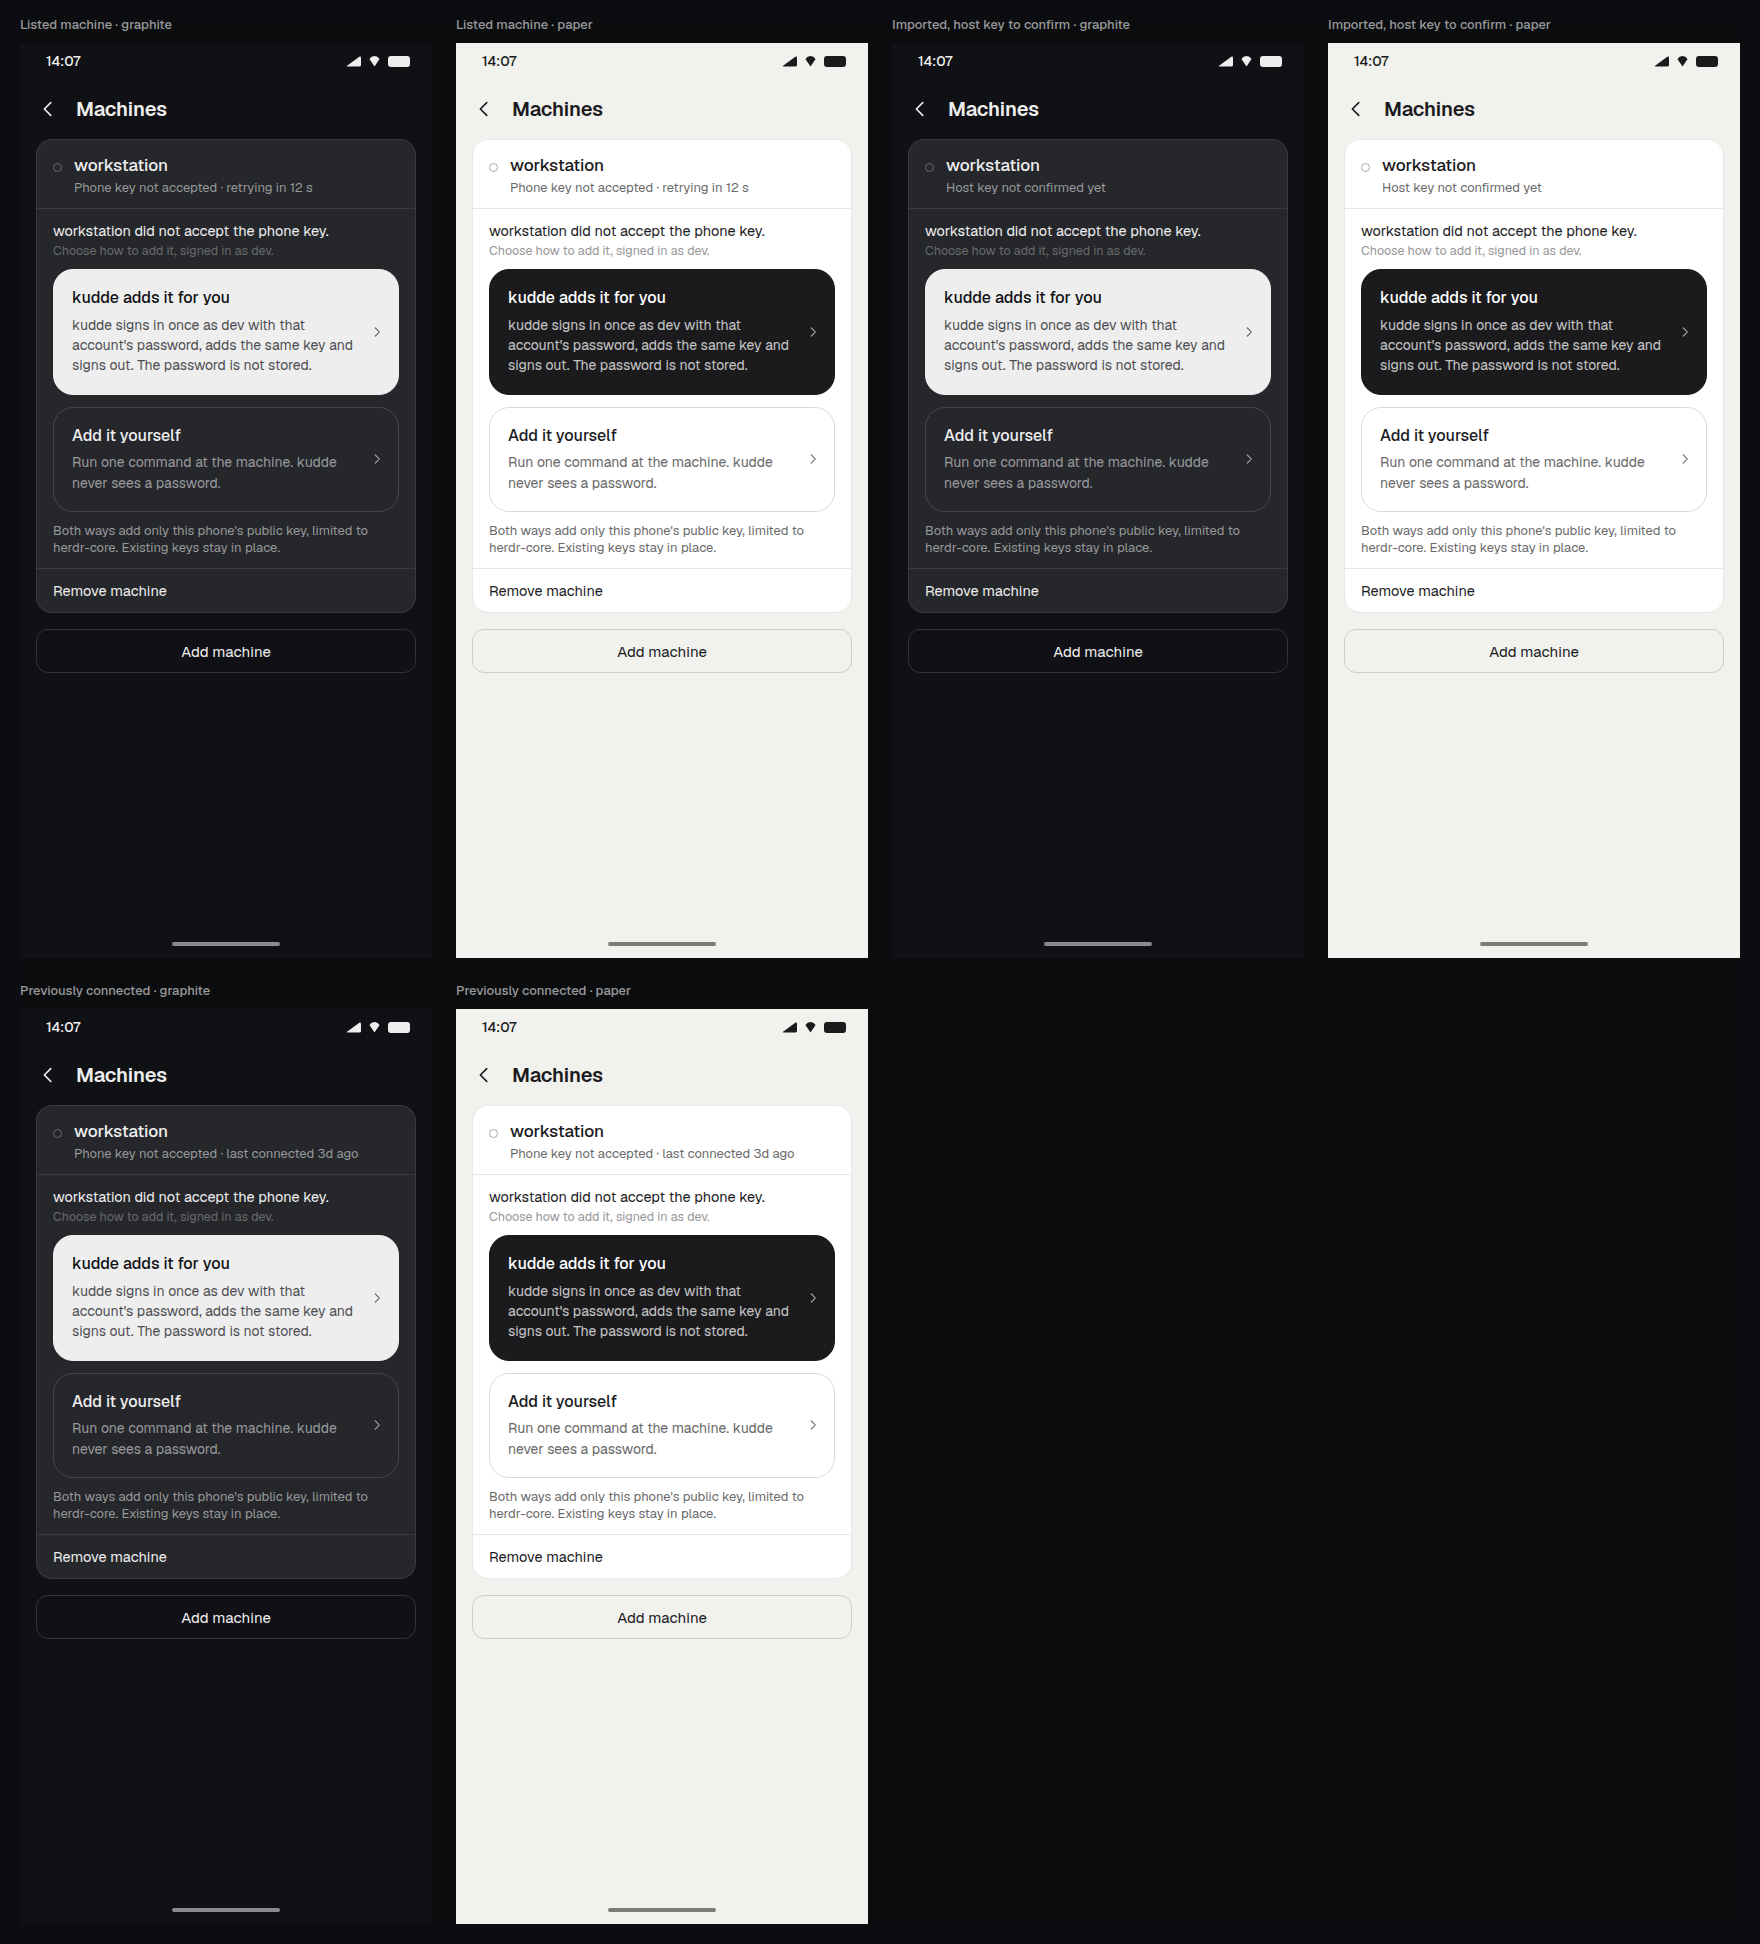 Listed machine · graphite
14:07
Machines
workstation
Phone key not accepted · retrying in 12 s
workstation did not accept the phone key.
Choose how to add it, signed in as dev.
kudde adds it for you
kudde signs in once as dev with that
account's password, adds the same key and
signs out. The password is not stored.
Add it yourself
Run one command at the machine. kudde
never sees a password.
Both ways add only this phone's public key, limited to
herdr-core. Existing keys stay in place.
Remove machine
Add machine
Listed machine · paper
14:07
Machines
workstation
Phone key not accepted · retrying in 12 s
workstation did not accept the phone key.
Choose how to add it, signed in as dev.
kudde adds it for you
kudde signs in once as dev with that
account's password, adds the same key and
signs out. The password is not stored.
Add it yourself
Run one command at the machine. kudde
never sees a password.
Both ways add only this phone's public key, limited to
herdr-core. Existing keys stay in place.
Remove machine
Add machine
Imported, host key to confirm · graphite
14:07
Machines
workstation
Host key not confirmed yet
workstation did not accept the phone key.
Choose how to add it, signed in as dev.
kudde adds it for you
kudde signs in once as dev with that
account's password, adds the same key and
signs out. The password is not stored.
Add it yourself
Run one command at the machine. kudde
never sees a password.
Both ways add only this phone's public key, limited to
herdr-core. Existing keys stay in place.
Remove machine
Add machine
Imported, host key to confirm · paper
14:07
Machines
workstation
Host key not confirmed yet
workstation did not accept the phone key.
Choose how to add it, signed in as dev.
kudde adds it for you
kudde signs in once as dev with that
account's password, adds the same key and
signs out. The password is not stored.
Add it yourself
Run one command at the machine. kudde
never sees a password.
Both ways add only this phone's public key, limited to
herdr-core. Existing keys stay in place.
Remove machine
Add machine
Previously connected · graphite
14:07
Machines
workstation
Phone key not accepted · last connected 3d ago
workstation did not accept the phone key.
Choose how to add it, signed in as dev.
kudde adds it for you
kudde signs in once as dev with that
account's password, adds the same key and
signs out. The password is not stored.
Add it yourself
Run one command at the machine. kudde
never sees a password.
Both ways add only this phone's public key, limited to
herdr-core. Existing keys stay in place.
Remove machine
Add machine
Previously connected · paper
14:07
Machines
workstation
Phone key not accepted · last connected 3d ago
workstation did not accept the phone key.
Choose how to add it, signed in as dev.
kudde adds it for you
kudde signs in once as dev with that
account's password, adds the same key and
signs out. The password is not stored.
Add it yourself
Run one command at the machine. kudde
never sees a password.
Both ways add only this phone's public key, limited to
herdr-core. Existing keys stay in place.
Remove machine
Add machine